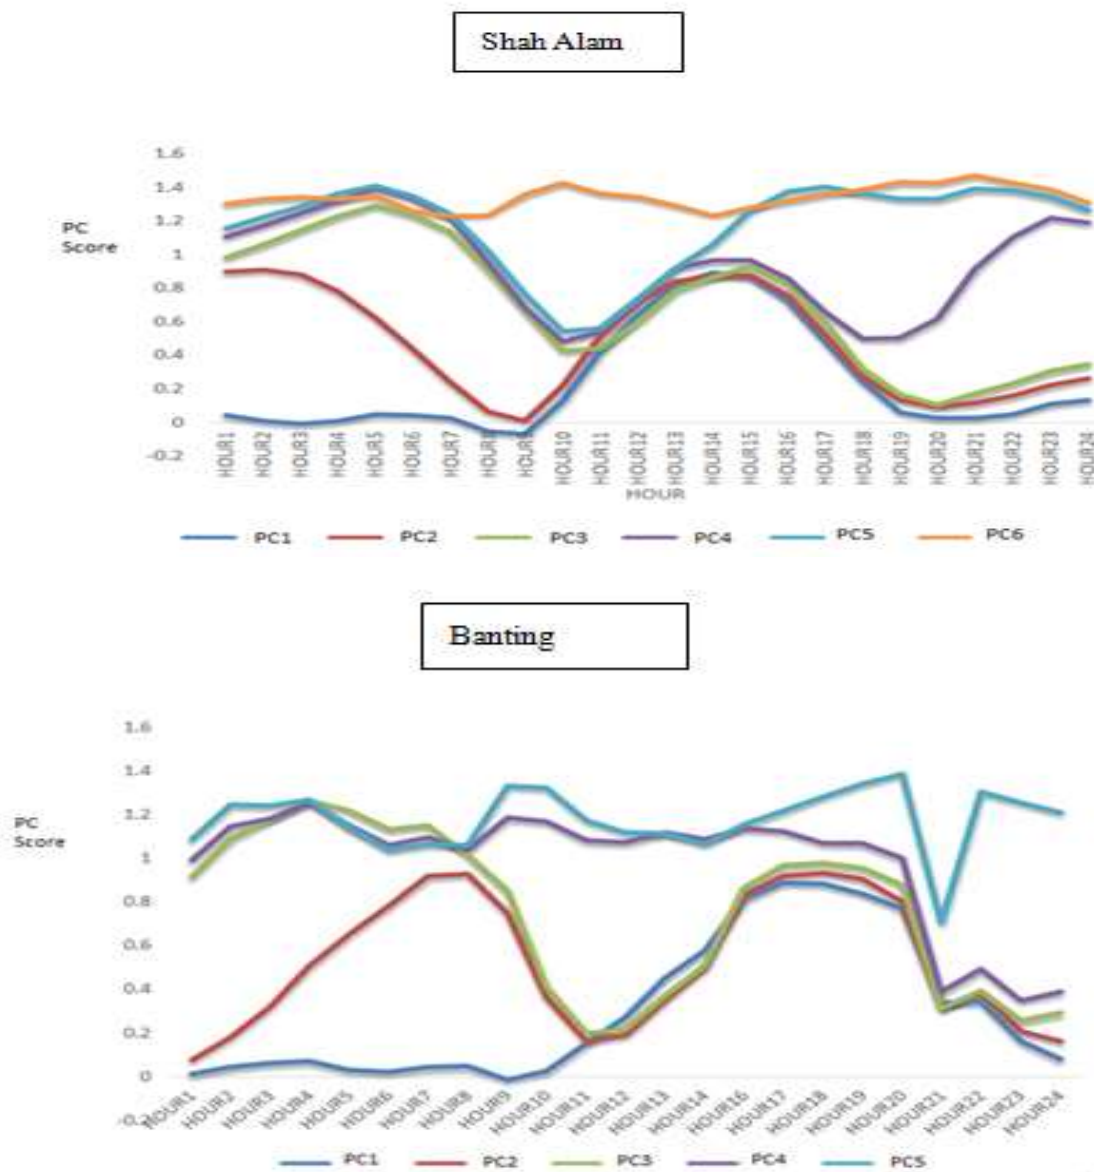 Shah Alam
1.6
1.4
1.2
1
0.8
0.6
0.4
0.2
0
-0.2
PC
Score
HOUR1 HOUR2 HOUR3 HOUR4 HOUR5 HOUR6 HOUR7 HOUR8 HOUR9 HOUR10 HOUR11 HOUR12 HOUR13 HOUR14 HOUR15 HOUR16 HOUR17 HOUR18 HOUR19 HOUR20 HOUR21 HOUR22 HOUR23 HOUR24
HOUR
PC1 PC2 PC3 PC4 PC5 PC6
Banting
1.6
1.4
1.2
1
0.8
0.6
0.4
0.2
0
PC
Score
HOUR1 HOUR2 HOUR3 HOUR4 HOUR5 HOUR6 HOUR7 HOUR8 HOUR9 HOUR10 HOUR11 HOUR12 HOUR13 HOUR14 HOUR16 HOUR17 HOUR18 HOUR19 HOUR20 HOUR21 HOUR22 HOUR23 HOUR24
PC1 PC2 PC3 PC4 PC5